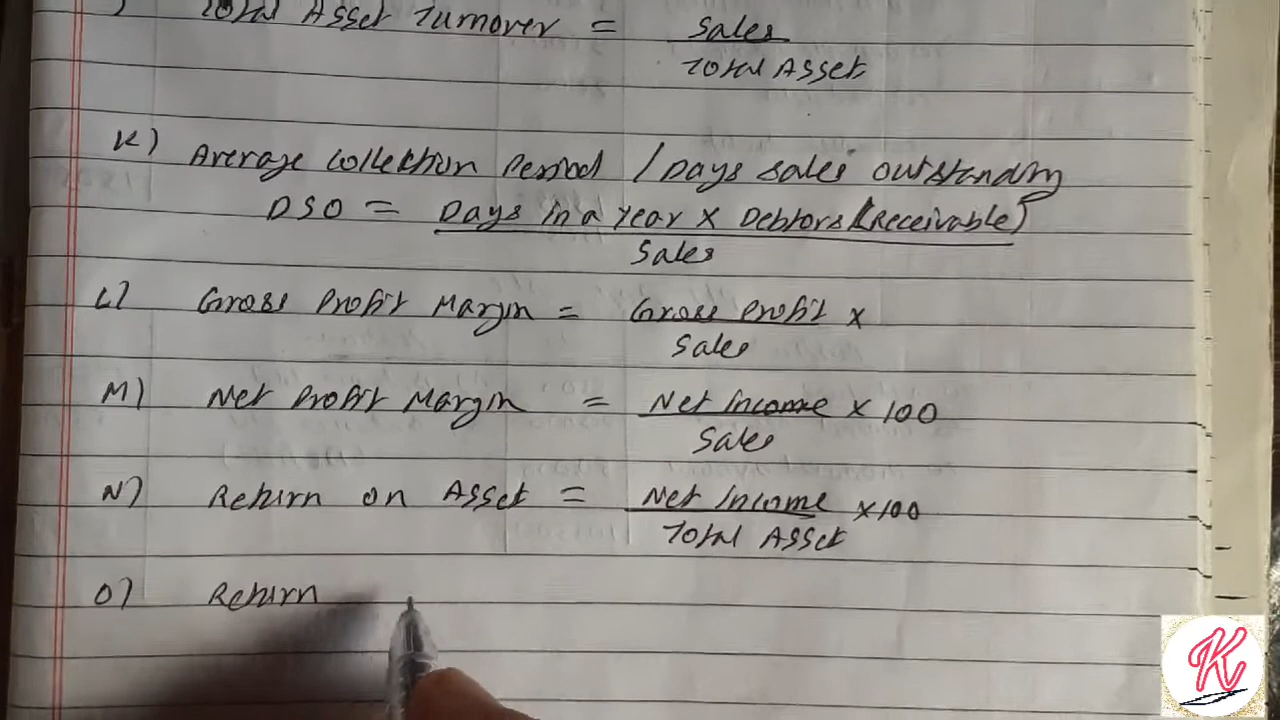 Total Asset Turnover = Sales
Total Asset
K) Average Collection Period / Days sales outstanding
DSO = Days in a year X Debtors (Receivable)
Sales
L) Gross Profit Margin = Gross Profit X
Sales
M) Net Profit Margin = Net Income X 100
Sales
N) Return on Asset = Net Income X 100
Total Asset
O) Return
K